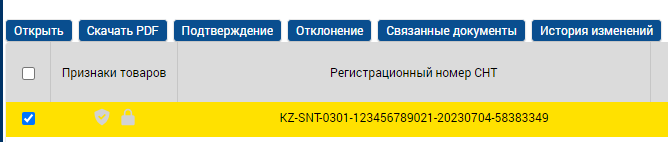 Открыть Скачать PDF Подтверждение Отклонение Связанные документы История изменений
Признаки товаров Регистрационный номер СНТ
KZ-SNT-0301-123456789021-20230704-58383349